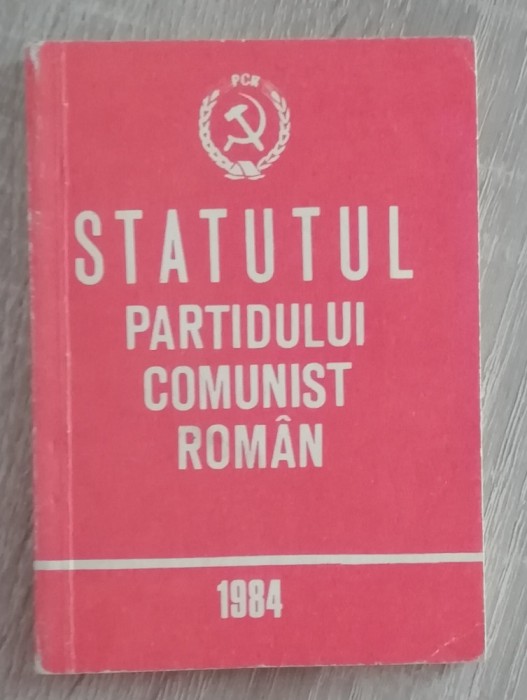 PCR
STATUTUL
PARTIDULUI
COMUNIST
ROMÂN
1984